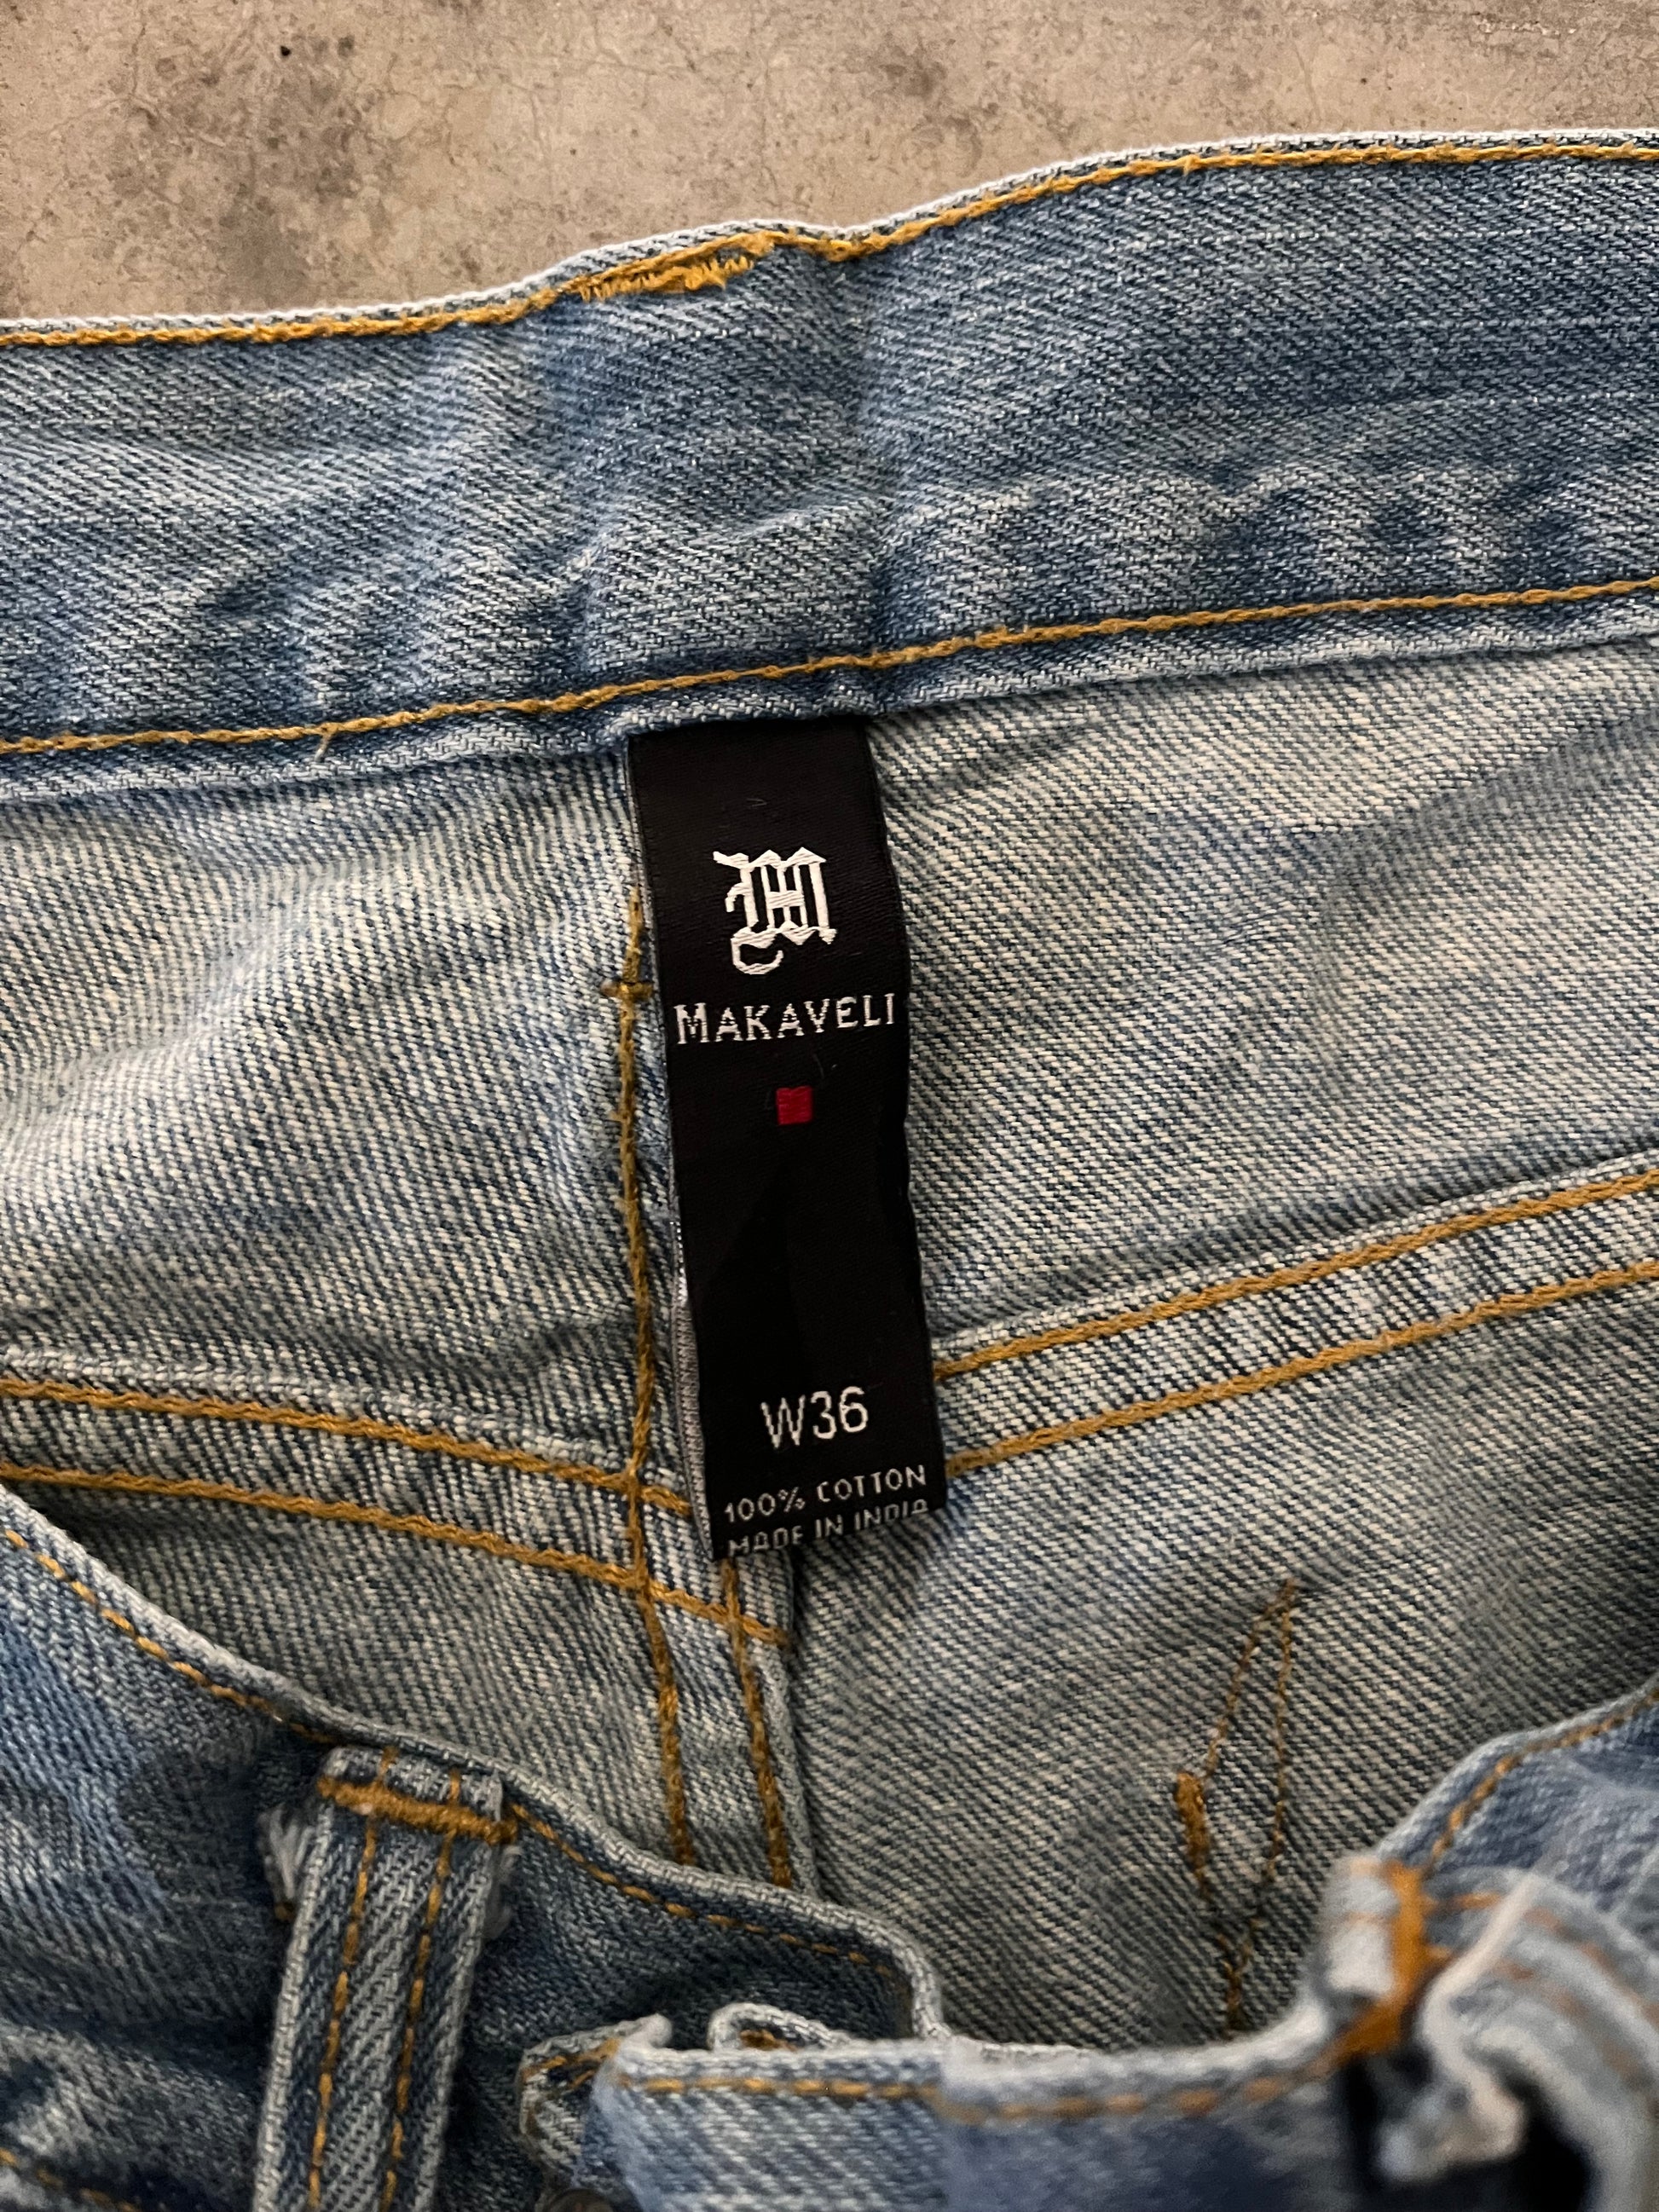 M
MAKAVELI
W36
100% COTTON
MADE IN INDIA